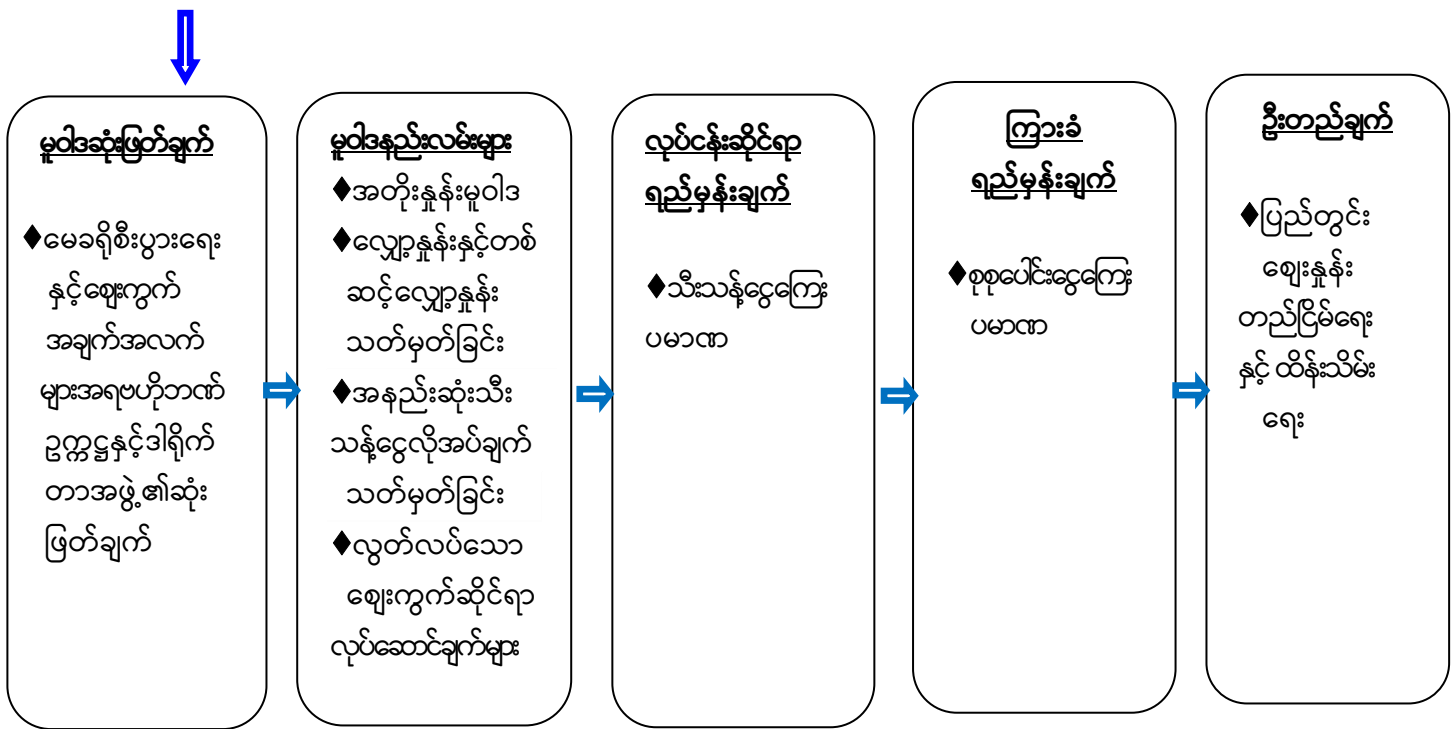 မူဝါဒဆုံးဖြတ်ချက်
◆မေခရိုစီးပွားရေး
နှင့်ဈေးကွက်
အချက်အလက်
များအရဗဟိုဘဏ်
ဥက္ကဋ္ဌနှင့်ဒါရိုက်
တာအဖွဲ့၏ဆုံး
ဖြတ်ချက်
မူဝါဒနည်းလမ်းများ
◆အတိုးနှုန်းမူဝါဒ
◆လျှော့နှုန်းနှင့်တစ်
ဆင့်လျှော့နှုန်း
သတ်မှတ်ခြင်း
◆အနည်းဆုံးသီး
သန့်ငွေလိုအပ်ချက်
သတ်မှတ်ခြင်း
◆လွတ်လပ်သော
ဈေးကွက်ဆိုင်ရာ
လုပ်ဆောင်ချက်များ
လုပ်ငန်းဆိုင်ရာ
ရည်မှန်းချက်
◆သီးသန့်ငွေကြေး
ပမာဏ
ကြားခံ
ရည်မှန်းချက်
◆စုစုပေါင်းငွေကြေး
ပမာဏ
ဦးတည်ချက်
◆ပြည်တွင်း
ဈေးနှုန်း
တည်ငြိမ်ရေး
နှင့် ထိန်းသိမ်း
ရေး